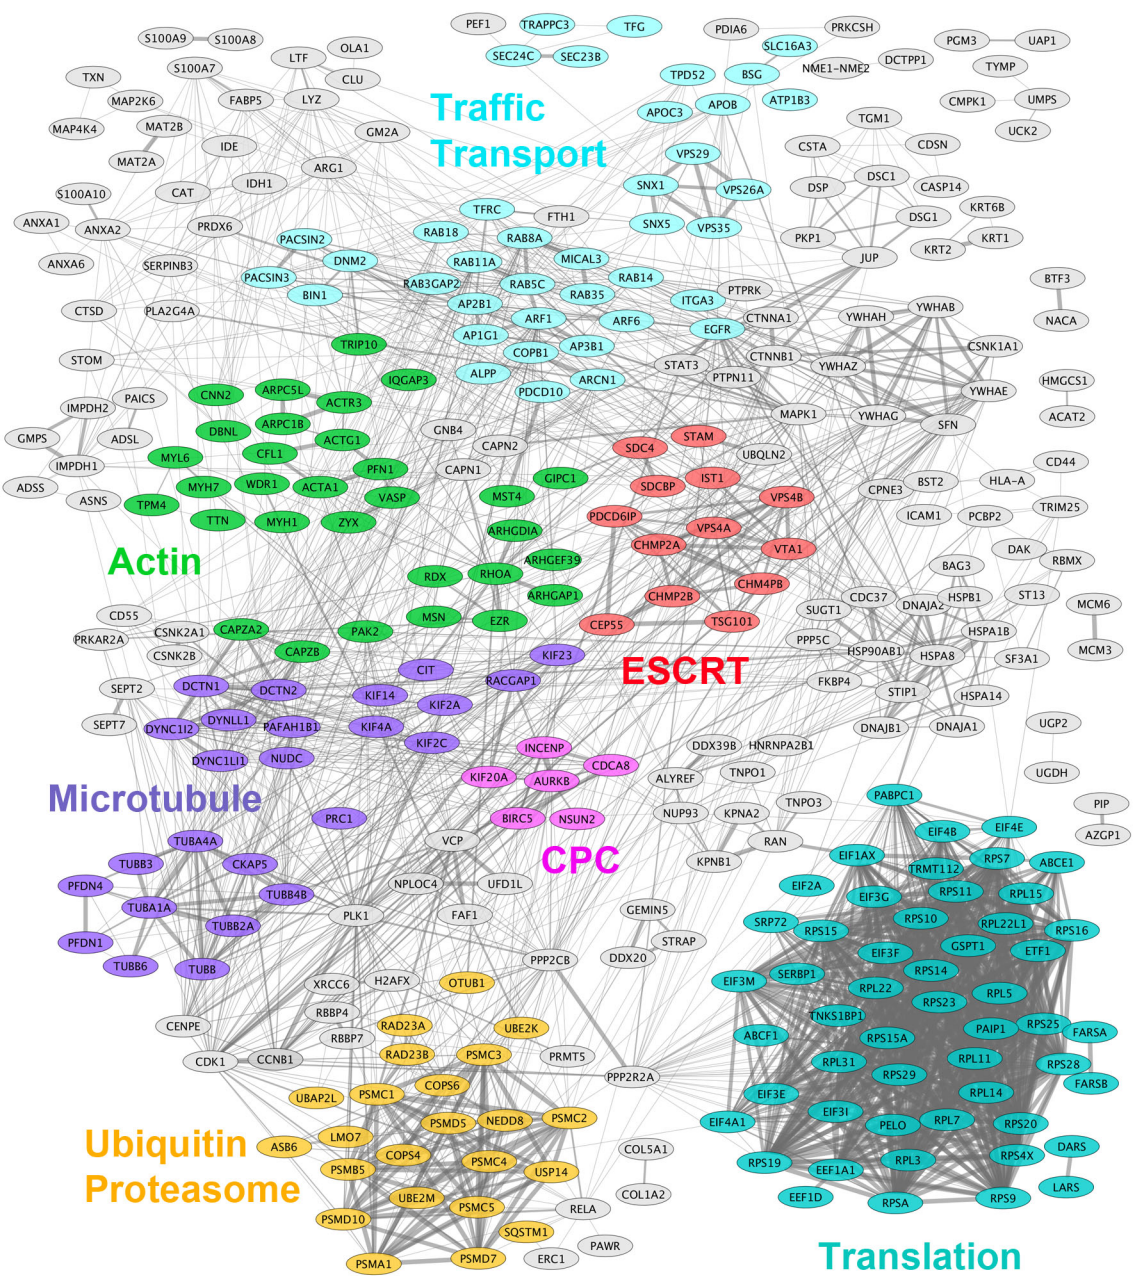 PEF1
TRAPPC3
TFG
SEC24C
SEC23B
PDIA6
PRKCSH
SLC16A3
BSG
NME1-NME2
DCTPP1
ATP1B3
PGM3
UAP1
TYMP
CMPK1
UMPS
UCK2
S100A9
S100A8
S100A7
LTF
OLA1
CLU
TXN
MAP2K6
MAP4K4
FABP5
LYZ
MAT2B
MAT2A
IDE
GM2A
Traffic
Transport
TPD52
APOC3
APOB
VPS29
SNX1
VPS26A
SNX5
VPS35
TGM1
CSTA
CDSN
DSP
DSC1
CASP14
DSG1
PKP1
JUP
KRT6B
KRT2
KRT1
S100A10
CAT
IDH1
ARG1
ANXA1
ANXA2
ANXA6
PRDX6
SERPINB3
PLA2G4A
CTSD
STOM
PACSIN2
PACSIN3
DNM2
BIN1
TFRC
FTH1
RAB18
RAB8A
RAB11A
MICAL3
RAB3GAP2
RAB5C
RAB14
RAB35
AP2B1
ARF1
ARF6
AP1G1
COPB1
AP3B1
ALPP
ARCN1
PDCD10
ITGA3
PTPRK
EGFR
CTNNA1
CTNNB1
STAT3
PTPN11
YWHAH
YWHAB
YWHAZ
CSNK1A1
YWHAE
YWHAG
SFN
MAPK1
BTF3
NACA
HMGCS1
ACAT2
IMPDH2
PAICS
GMPS
ADSL
IMPDH1
ADSS
ASNS
TRIP10
IQGAP3
CNN2
ARPC5L
ACTR3
DBNL
ARPC1B
ACTG1
MYL6
CFL1
PFN1
MYH7
WDR1
ACTA1
VASP
TPM4
TTN
MYH1
ZYX
Actin
GNB4
CAPN2
CAPN1
GIPC1
MST4
ARHGDIA
ARHGEF39
RHOA
RDX
ARHGAP1
MSN
EZR
PAK2
CAPZA2
CAPZB
STAM
SDC4
UBQLN2
SDCBP
IST1
VPS4B
PDCD6IP
VPS4A
CHMP2A
VTA1
CHM4PB
CHMP2B
CEP55
TSG101
ESCRT
CD44
BST2
HLA-A
CPNE3
ICAM1
PCBP2
TRIM25
DAK
RBMX
BAG3
CDC37
DNAJA2
HSPB1
ST13
SUGT1
HSPA1B
PPP5C
HSP90AB1
HSPA8
SF3A1
FKBP4
STIP1
HSPA14
DNAJB1
DNAJA1
MCM6
MCM3
UGP2
UGDH
PIP
AZGP1
CD55
PRKAR2A
CSNK2A1
CSNK2B
SEPT2
SEPT7
DCTN1
DCTN2
DYNLL1
DYNC1I2
PAFAH1B1
DYNC1LI1
NUDC
Microtubule
CIT
KIF23
RACGAP1
KIF14
KIF2A
KIF4A
KIF2C
PRC1
TUBA4A
TUBB3
CKAP5
PFDN4
TUBA1A
TUBB4B
TUBB2A
PFDN1
TUBB6
TUBB
INCENP
CDCA8
KIF20A
AURKB
BIRC5
NSUN2
CPC
VCP
NPLOC4
UFD1L
FAF1
PLK1
DDX39B
HNRNPA2B1
ALYREF
TNPO1
TNPO3
NUP93
KPNA2
KPNB1
RAN
GEMIN5
STRAP
DDX20
PPP2CB
PPP2R2A
PRMT5
XRCC6
H2AFX
RBBP4
RBBP7
CENPE
CDK1
CCNB1
OTUB1
RAD23A
UBE2K
RAD23B
PSMC3
UBAP2L
PSMC1
COPS6
PSMD5
NEDD8
PSMC2
ASB6
LMO7
COPS4
PSMC4
PSMB5
USP14
UBE2M
PSMC5
PSMD10
SQSTM1
PSMA1
PSMD7
Ubiquitin
Proteasome
RELA
ERC1
PAWR
COL5A1
COL1A2
PABPC1
EIF4B
EIF4E
EIF1AX
RPS7
TRMT112
ABCE1
EIF2A
RPS11
RPL15
EIF3G
RPS10
RPL22L1
SRP72
RPS15
RPS16
GSPT1
ETF1
EIF3F
RPS14
EIF3M
SERBP1
RPL22
RPS23
RPL5
TNKS1BP1
ABCF1
RPS15A
PAIP1
RPS25
FARSA
RPL31
RPL11
RPS28
RPS29
FARSB
EIF3E
RPL14
EIF4A1
EIF3I
PELO
RPL7
RPS20
RPS19
EEF1A1
RPL3
RPS4X
DARS
EEF1D
RPSA
RPS9
LARS
Translation